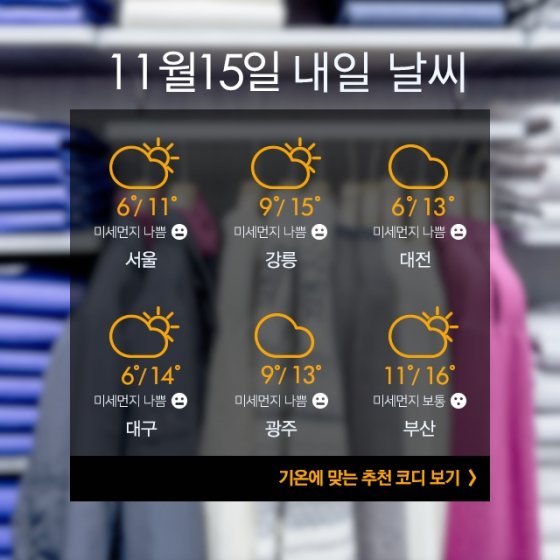 11월15일 내일 날씨
6°/11° 9°/15° 6°/13°
미세먼지 나쁨 미세먼지 나쁨 미세먼지 나쁨
서울 강릉 대전
6°/14° 9°/13° 11°/16°
미세먼지 나쁨 미세먼지 나쁨 미세먼지 보통
대구 광주 부산
기온에 맞는 추천 코디 보기 》